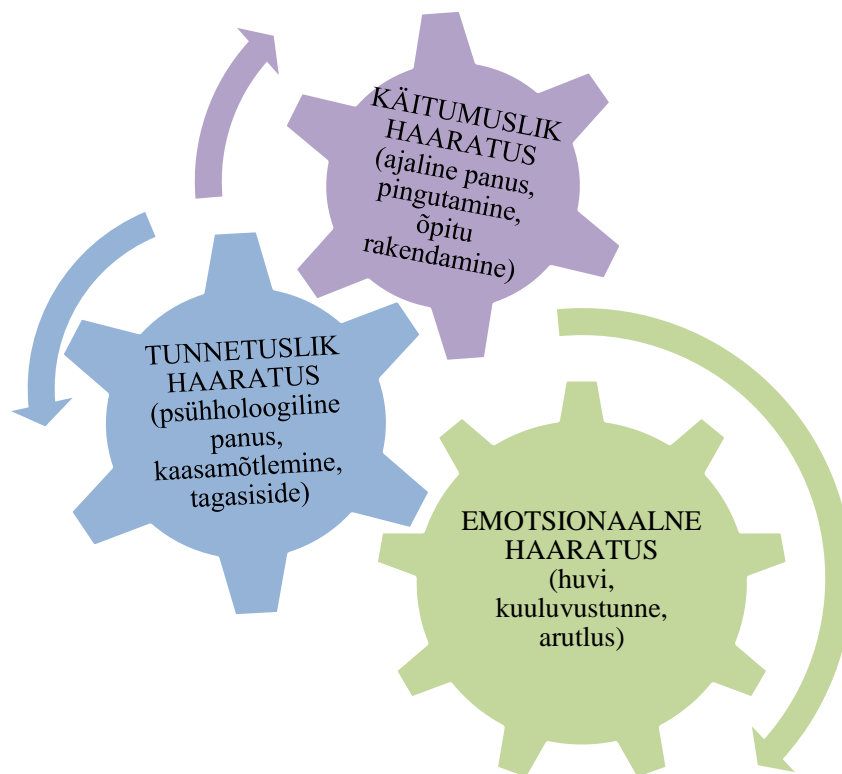 KÄITUMUSLIK
HAARATUS
(ajaline panus,
pingutamine,
õpitu
rakendamine)
TUNNETUSLIK
HAARATUS
(psühholoogiline
panus,
kaasamõtlemine,
tagasiside)
EMOTSIONAALNE
HAARATUS
(huvi,
kuuluvustunne,
arutlus)